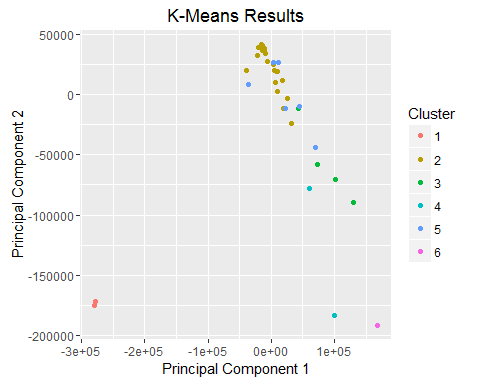 K-Means Results
Principal Component 2
50000
0
-50000
-100000
-150000
-200000
-3e+05 -2e+05 -1e+05 0e+00 1e+05
Principal Component 1
Cluster
1
2
3
4
5
6